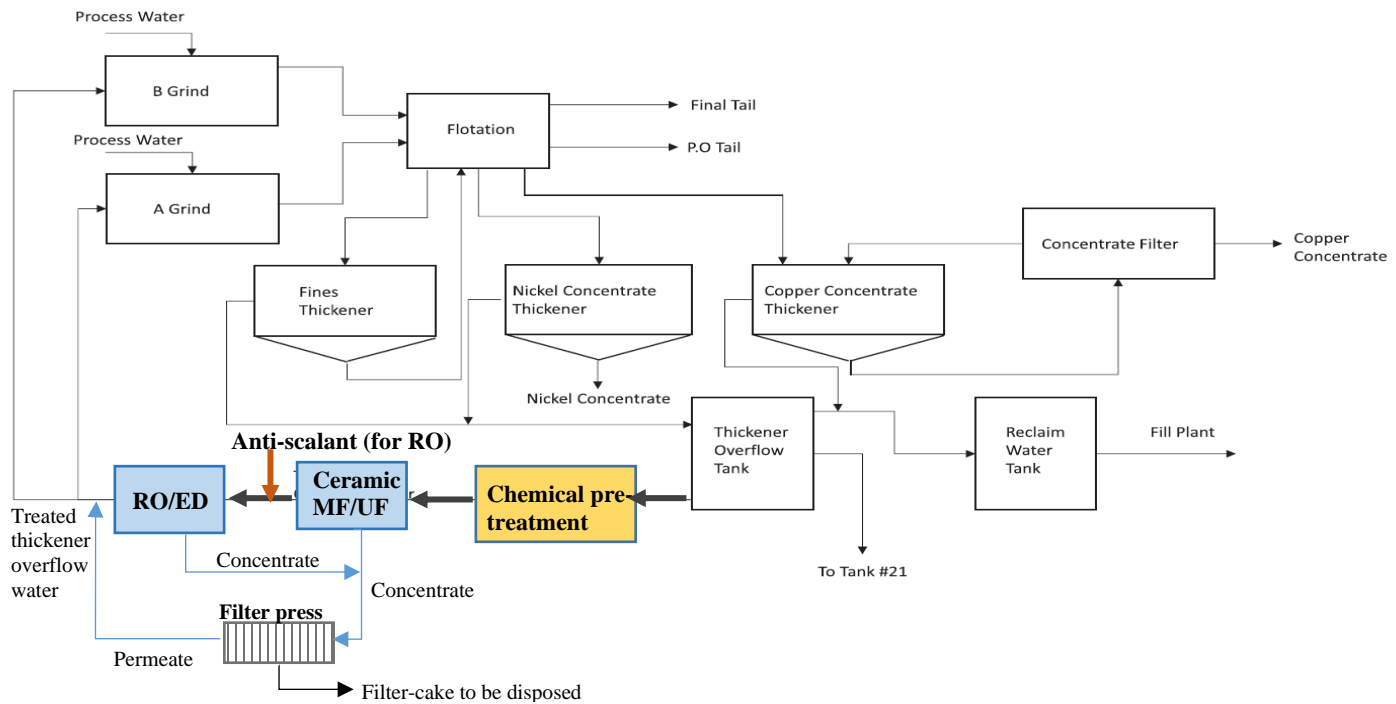 Process Water
B Grind
Process Water
A Grind
Flotation
Final Tail
P.O Tail
Fines
Thickener
Nickel Concentrate
Thickener
Copper Concentrate
Thickener
Concentrate Filter
Copper
Concentrate
Nickel Concentrate
Thickener
Overflow
Tank
Reclaim
Water
Tank
Fill Plant
To Tank #21
Anti-scalant (for RO)
RO/ED
Ceramic
MF/UF
Chemical pre-
treatment
Treated
thickener
overflow
water
Concentrate
Concentrate
Filter press
Permeate
Filter-cake to be disposed